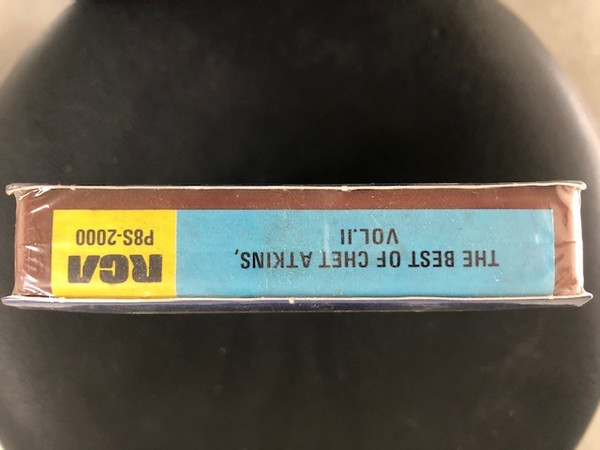 THE BEST OF CHET ATKINS,
VOL.II
RCA
P8S-2000